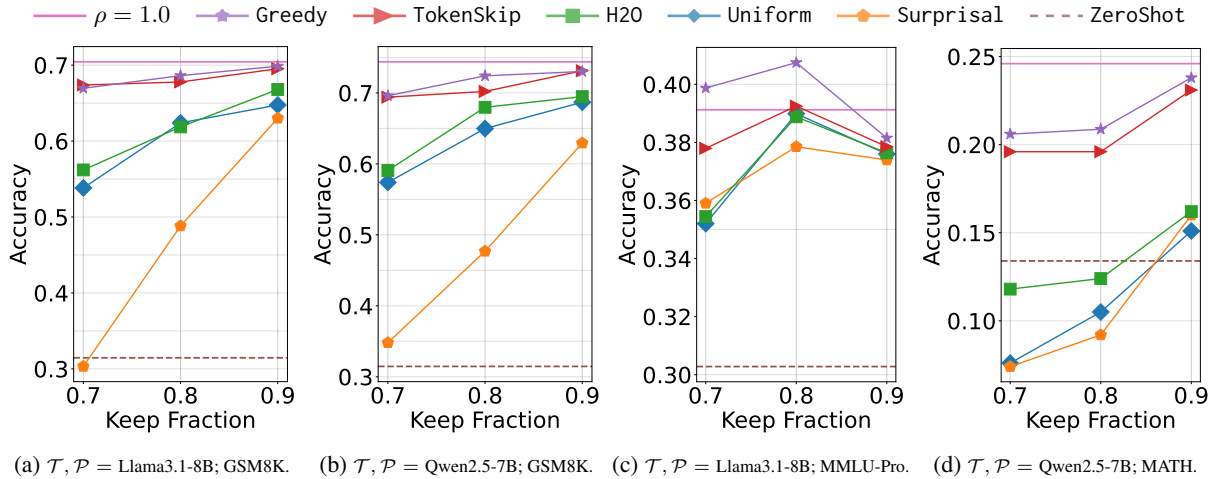 ρ = 1.0 Greedy TokenSkip H2O Uniform Surprisal ZeroShot
Accuracy
0.7
0.6
0.5
0.4
0.3
0.7 0.8 0.9
Keep Fraction
Accuracy
0.7
0.6
0.5
0.4
0.3
0.7 0.8 0.9
Keep Fraction
Accuracy
0.40
0.38
0.36
0.34
0.32
0.30
0.7 0.8 0.9
Keep Fraction
Accuracy
0.25
0.20
0.15
0.10
0.7 0.8 0.9
Keep Fraction
(a) 𝒯, 𝒫 = Llama3.1-8B; GSM8K.
(b) 𝒯, 𝒫 = Qwen2.5-7B; GSM8K.
(c) 𝒯, 𝒫 = Llama3.1-8B; MMLU-Pro.
(d) 𝒯, 𝒫 = Qwen2.5-7B; MATH.